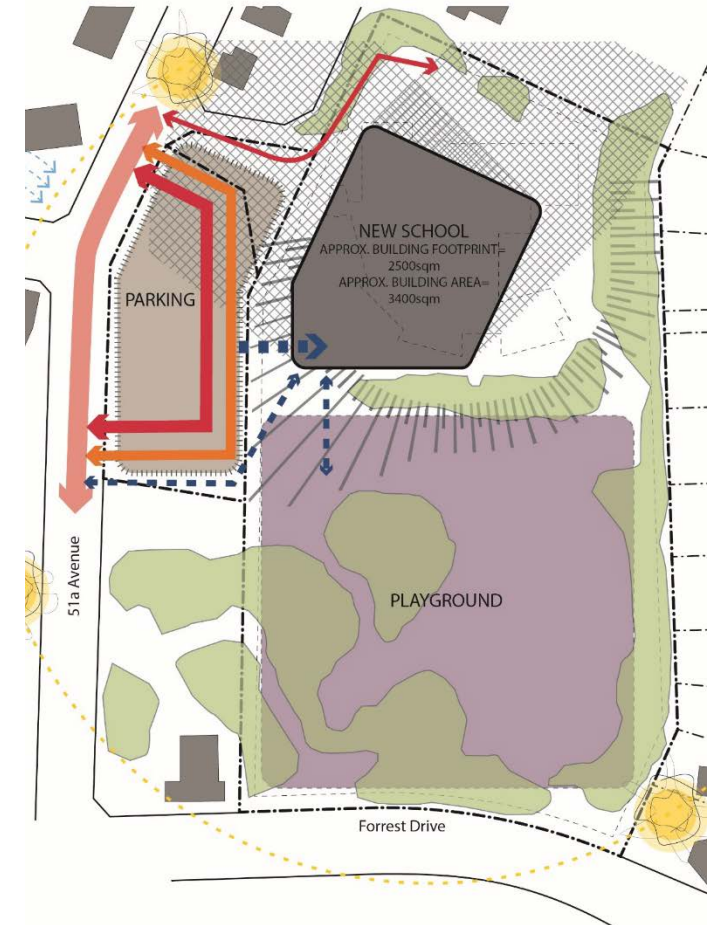 NEW SCHOOL
APPROX. BUILDING FOOTPRINT=
2500sqm
APPROX. BUILDING AREA=
3400sqm
PARKING
51a Avenue
PLAYGROUND
Forrest Drive